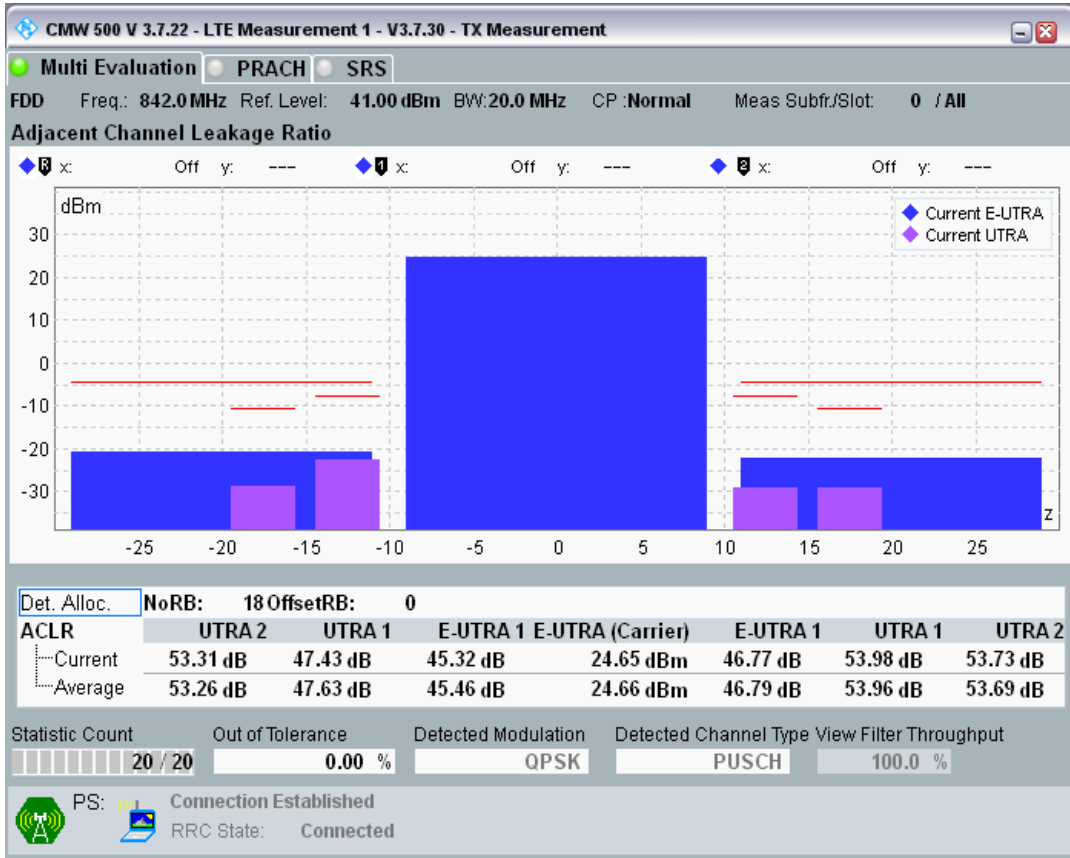 CMW 500 V 3.7.22 - LTE Measurement 1 - V3.7.30 - TX Measurement
Multi Evaluation PRACH SRS
FDD Freq.: 842.0 MHz Ref. Level: 41.00 dBm BW: 20.0 MHz CP :Normal Meas Subfr./Slot: 0 / All
Adjacent Channel Leakage Ratio
R x: Off y: --- 1 x: Off y: --- 2 x: Off y: ---
dBm
Current E-UTRA
Current UTRA
30
20
10
0
-10
-20
-30
z
-25 -20 -15 -10 -5 0 5 10 15 20 25
Det. Alloc. NoRB: 18 OffsetRB: 0
ACLR UTRA 2 UTRA 1 E-UTRA 1 E-UTRA (Carrier) E-UTRA 1 UTRA 1 UTRA 2
Current 53.31 dB 47.43 dB 45.32 dB 24.65 dBm 46.77 dB 53.98 dB 53.73 dB
Average 53.26 dB 47.63 dB 45.46 dB 24.66 dBm 46.79 dB 53.96 dB 53.69 dB
Statistic Count Out of Tolerance Detected Modulation Detected Channel Type View Filter Throughput
20 / 20 0.00 % QPSK PUSCH 100.0 %
PS: Connection Established
RRC State: Connected